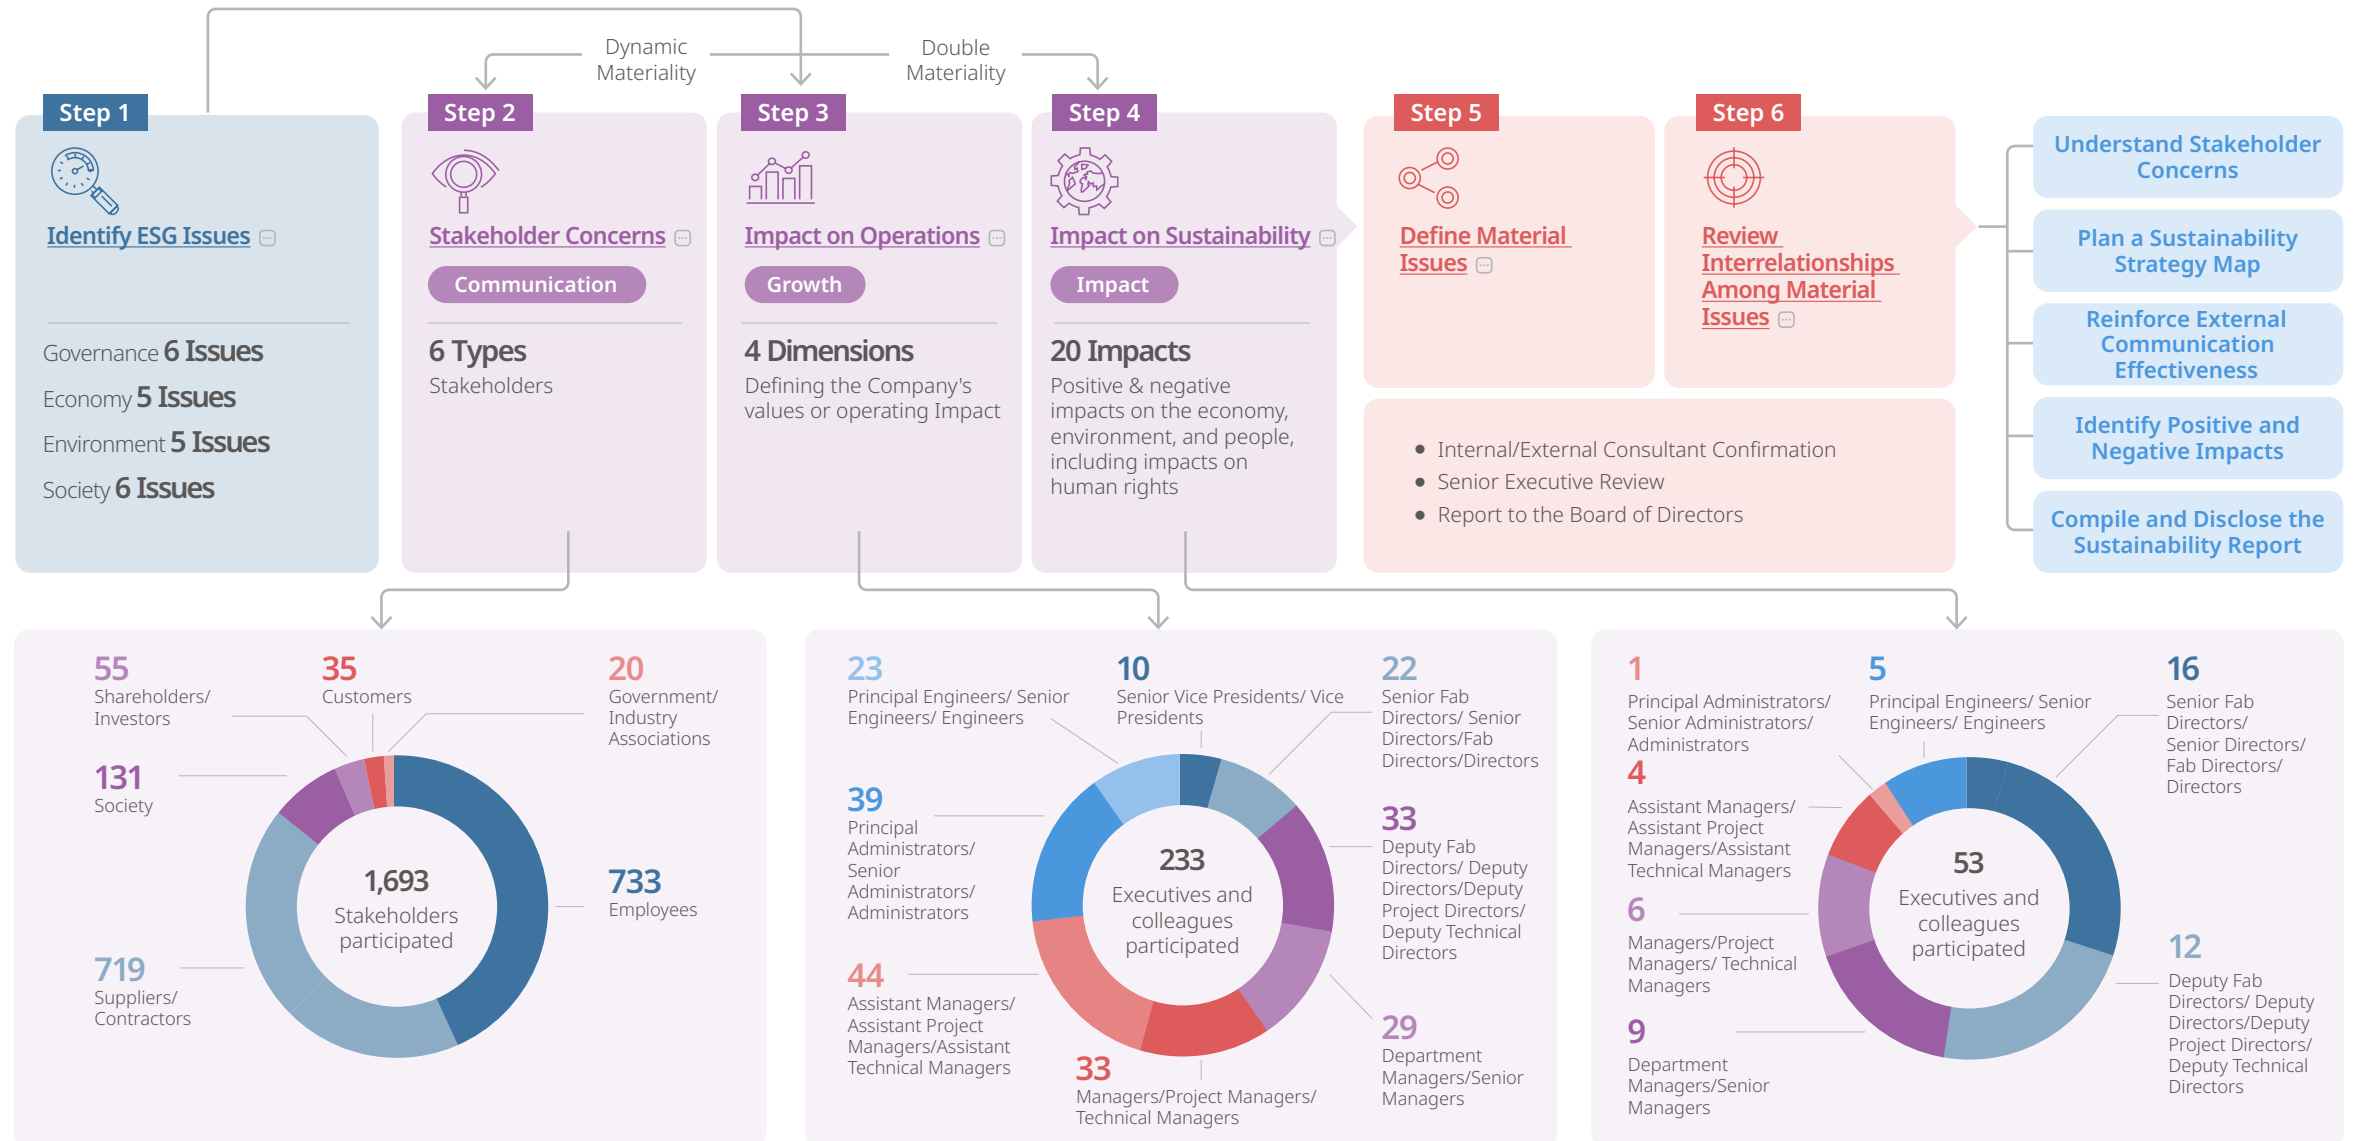 Dynamic
Materiality
Double
Materiality
Step 1
Identify ESG Issues
Governance 6 Issues
Economy 5 Issues
Environment 5 Issues
Society 6 Issues
Step 2
Stakeholder Concerns
Communication
6 Types
Stakeholders
Step 3
Impact on Operations
Growth
4 Dimensions
Defining the Company's
values or operating Impact
Step 4
Impact on Sustainability
Impact
20 Impacts
Positive & negative
impacts on the economy,
environment, and people,
including impacts on
human rights
Step 5
Define Material
Issues
Step 6
Review
Interrelationships
Among Material
Issues
• Internal/External Consultant Confirmation
• Senior Executive Review
• Report to the Board of Directors
Understand Stakeholder
Concerns
Plan a Sustainability
Strategy Map
Reinforce External
Communication
Effectiveness
Identify Positive and
Negative Impacts
Compile and Disclose the
Sustainability Report
55
Shareholders/
Investors
35
Customers
20
Government/
Industry
Associations
131
Society
733
Employees
719
Suppliers/
Contractors
1,693
Stakeholders
participated
23
Principal Engineers/ Senior
Engineers/ Engineers
10
Senior Vice Presidents/ Vice
Presidents
22
Senior Fab
Directors/ Senior
Directors/Fab
Directors/Directors
39
Principal
Administrators/
Senior
Administrators/
Administrators
33
Deputy Fab
Directors/ Deputy
Directors/Deputy
Project Directors/
Deputy Technical
Directors
44
Assistant Managers/
Assistant Project
Managers/Assistant
Technical Managers
33
Managers/Project Managers/
Technical Managers
29
Department
Managers/Senior
Managers
233
Executives and
colleagues
participated
1
Principal Administrators/
Senior Administrators/
Administrators
5
Principal Engineers/ Senior
Engineers/ Engineers
16
Senior Fab
Directors/
Senior Directors/
Fab Directors/
Directors
4
Assistant Managers/
Assistant Project
Managers/Assistant
Technical Managers
6
Managers/Project
Managers/ Technical
Managers
9
Department
Managers/Senior
Managers
12
Deputy Fab
Directors/ Deputy
Directors/Deputy
Project Directors/
Deputy Technical
Directors
53
Executives and
colleagues
participated